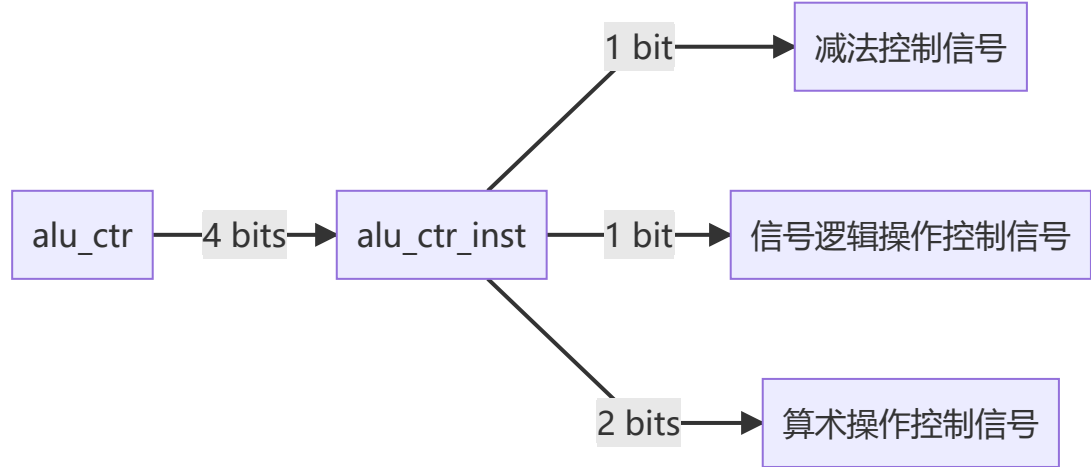 1 bit
减法控制信号
alu_ctr
4 bits
alu_ctr_inst
1 bit
信号逻辑操作控制信号
2 bits
算术操作控制信号